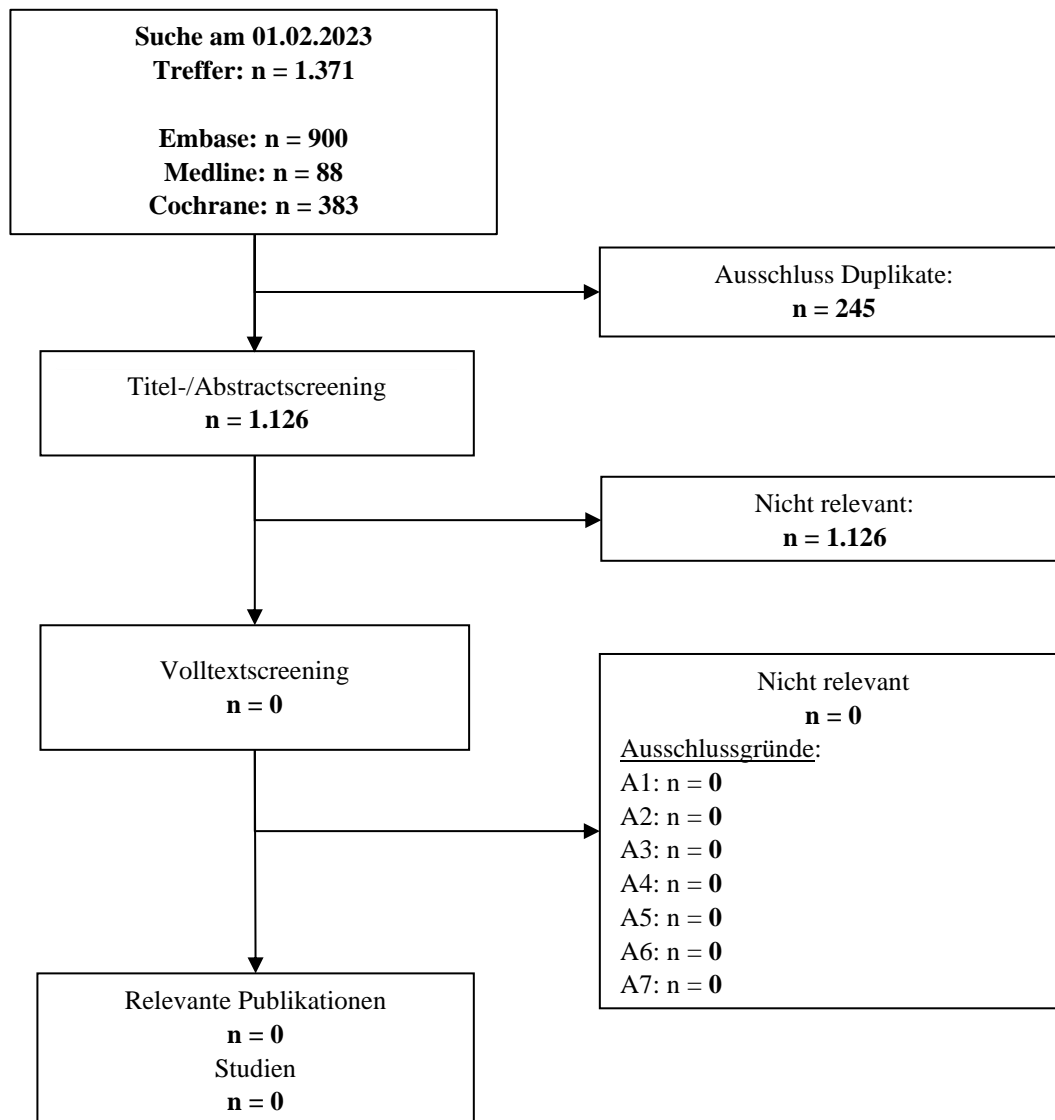 Suche am 01.02.2023
Treffer: n = 1.371
Embase: n = 900
Medline: n = 88
Cochrane: n = 383
Ausschluss Duplikate:
n = 245
Titel-/Abstractscreening
n = 1.126
Nicht relevant:
n = 1.126
Volltextscreening
n = 0
Nicht relevant
n = 0
Ausschlussgründe:
A1: n = 0
A2: n = 0
A3: n = 0
A4: n = 0
A5: n = 0
A6: n = 0
A7: n = 0
Relevante Publikationen
n = 0
Studien
n = 0